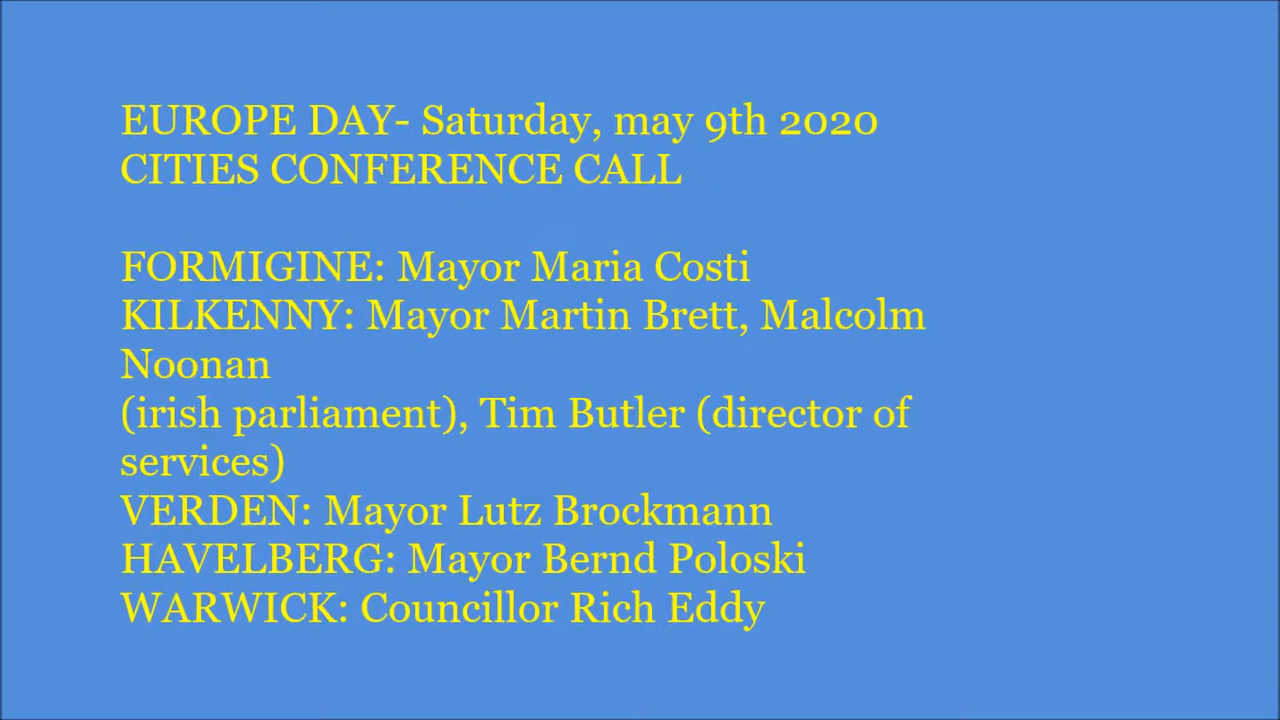 EUROPE DAY- Saturday, may 9th 2020
CITIES CONFERENCE CALL
FORMIGINE: Mayor Maria Costi
KILKENNY: Mayor Martin Brett, Malcolm
Noonan
(irish parliament), Tim Butler (director of
services)
VERDEN: Mayor Lutz Brockmann
HAVELBERG: Mayor Bernd Poloski
WARWICK: Councillor Rich Eddy